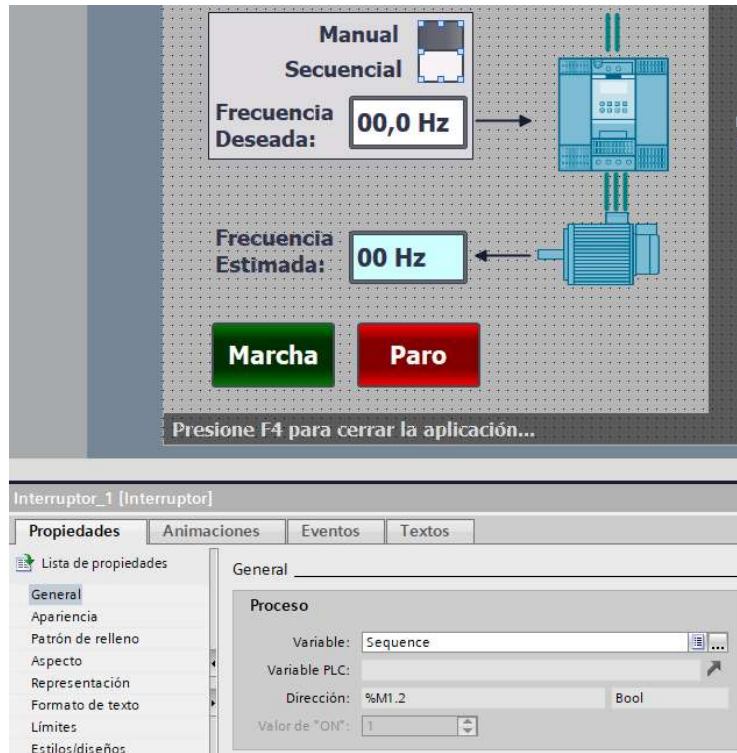 Manual
Secuencial
Frecuencia
Deseada:
00,0 Hz
Frecuencia
Estimada:
00 Hz
Marcha
Paro
Presione F4 para cerrar la aplicación...
Interruptor_1 [Interruptor]
Propiedades
Animaciones
Eventos
Textos
Lista de propiedades
General
Apariencia
Patrón de relleno
Aspecto
Representación
Formato de texto
Límites
Estilos/diseños
General
Proceso
Variable: Sequence ...
Variable PLC:
Dirección: %M1.2 Bool
Valor de "ON": 1